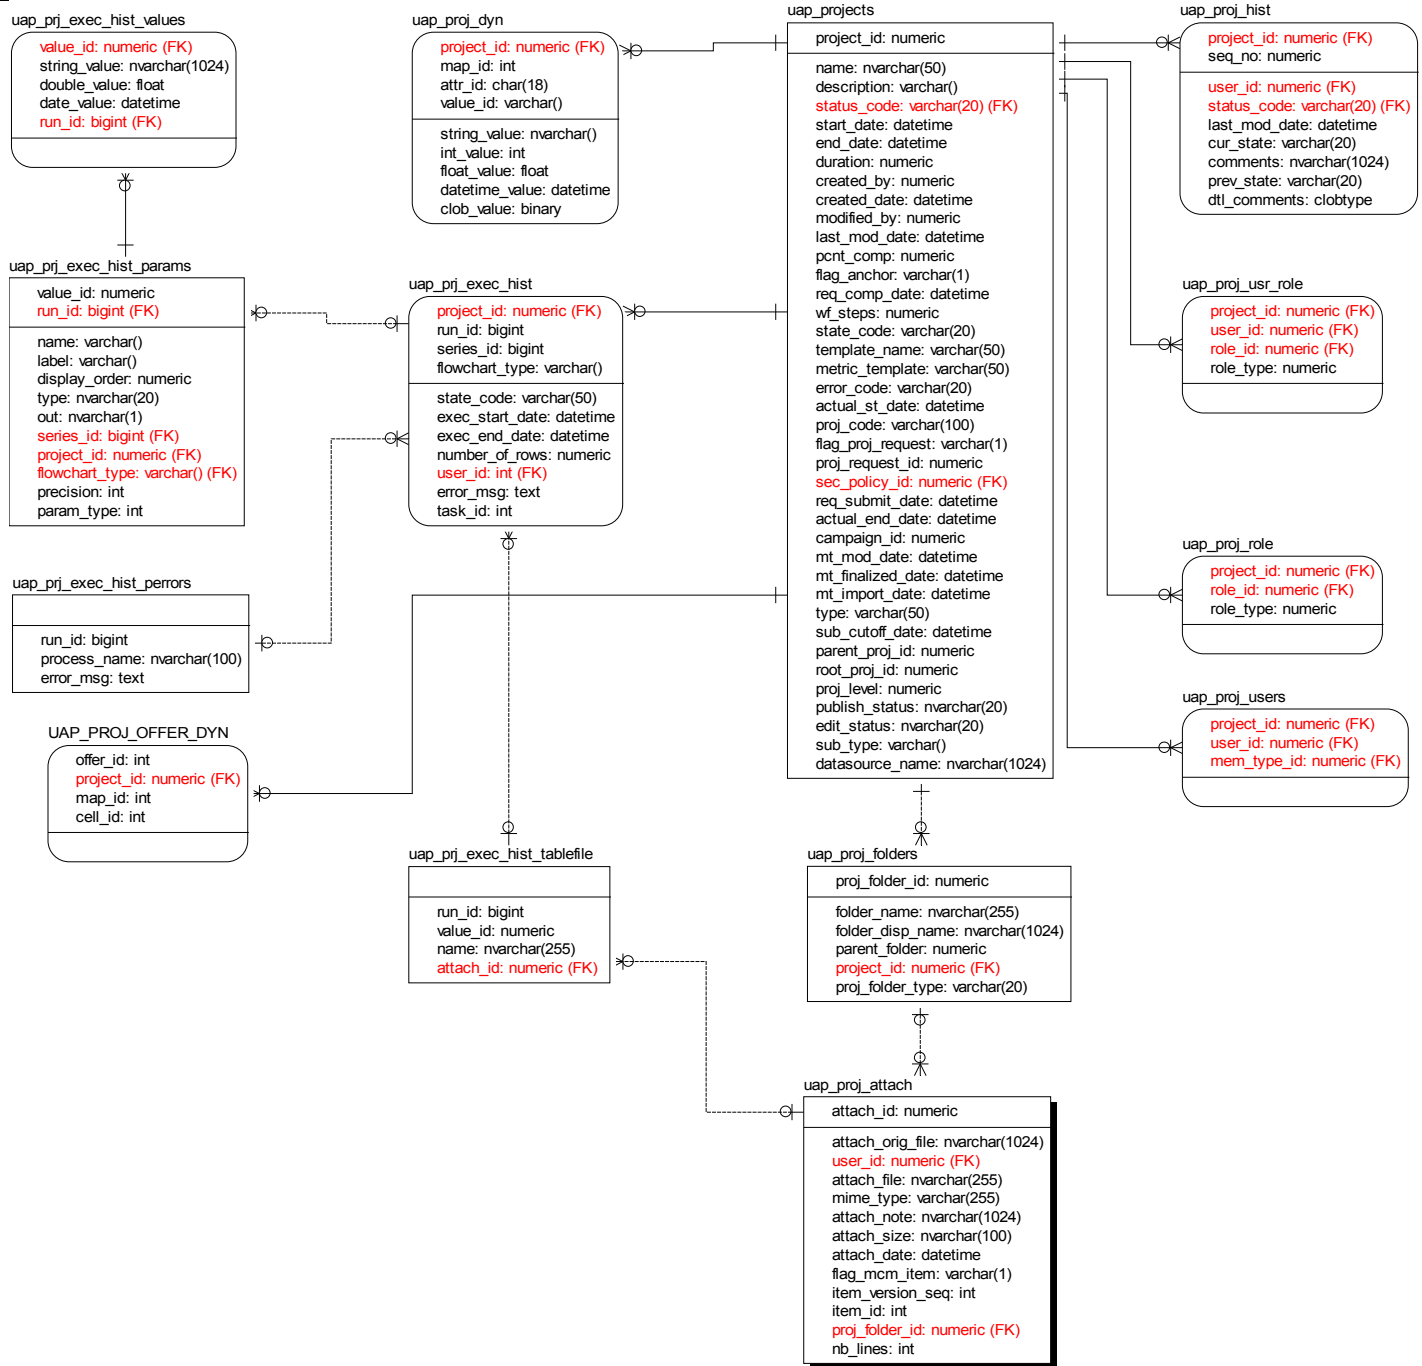 uap_prj_exec_hist_values
value_id: numeric (FK)
string_value: nvarchar(1024)
double_value: float
date_value: datetime
run_id: bigint (FK)
uap_proj_dyn
project_id: numeric (FK)
map_id: int
attr_id: char(18)
value_id: varchar()
string_value: nvarchar()
int_value: int
float_value: float
datetime_value: datetime
clob_value: binary
uap_projects
project_id: numeric
name: nvarchar(50)
description: varchar()
status_code: varchar(20) (FK)
start_date: datetime
end_date: datetime
duration: numeric
created_by: numeric
created_date: datetime
modified_by: numeric
last_mod_date: datetime
pcnt_comp: numeric
flag_anchor: varchar(1)
req_comp_date: datetime
wf_steps: numeric
state_code: varchar(20)
template_name: varchar(50)
metric_template: varchar(50)
error_code: varchar(20)
actual_st_date: datetime
proj_code: varchar(100)
flag_proj_request: varchar(1)
proj_request_id: numeric
sec_policy_id: numeric (FK)
req_submit_date: datetime
actual_end_date: datetime
campaign_id: numeric
mt_mod_date: datetime
mt_finalized_date: datetime
mt_import_date: datetime
type: varchar(50)
sub_cutoff_date: datetime
parent_proj_id: numeric
root_proj_id: numeric
proj_level: numeric
publish_status: nvarchar(20)
edit_status: nvarchar(20)
sub_type: varchar()
datasource_name: nvarchar(1024)
uap_proj_hist
project_id: numeric (FK)
seq_no: numeric
user_id: numeric (FK)
status_code: varchar(20) (FK)
last_mod_date: datetime
cur_state: varchar(20)
comments: nvarchar(1024)
prev_state: varchar(20)
dtl_comments: clobtype
uap_prj_exec_hist_params
value_id: numeric
run_id: bigint (FK)
name: varchar()
label: varchar()
display_order: numeric
type: nvarchar(20)
out: nvarchar(1)
series_id: bigint (FK)
project_id: numeric (FK)
flowchart_type: varchar() (FK)
precision: int
param_type: int
uap_prj_exec_hist
project_id: numeric (FK)
run_id: bigint
series_id: bigint
flowchart_type: varchar()
state_code: varchar(50)
exec_start_date: datetime
exec_end_date: datetime
number_of_rows: numeric
user_id: int (FK)
error_msg: text
task_id: int
uap_proj_usr_role
project_id: numeric (FK)
user_id: numeric (FK)
role_id: numeric (FK)
role_type: numeric
uap_proj_role
project_id: numeric (FK)
role_id: numeric (FK)
role_type: numeric
uap_prj_exec_hist_perrors
run_id: bigint
process_name: nvarchar(100)
error_msg: text
uap_proj_users
project_id: numeric (FK)
user_id: numeric (FK)
mem_type_id: numeric (FK)
UAP_PROJ_OFFER_DYN
offer_id: int
project_id: numeric (FK)
map_id: int
cell_id: int
uap_prj_exec_hist_tablefile
run_id: bigint
value_id: numeric
name: nvarchar(255)
attach_id: numeric (FK)
uap_proj_folders
proj_folder_id: numeric
folder_name: nvarchar(255)
folder_disp_name: nvarchar(1024)
parent_folder: numeric
project_id: numeric (FK)
proj_folder_type: varchar(20)
uap_proj_attach
attach_id: numeric
attach_orig_file: nvarchar(1024)
user_id: numeric (FK)
attach_file: nvarchar(255)
mime_type: varchar(255)
attach_note: nvarchar(1024)
attach_size: nvarchar(100)
attach_date: datetime
flag_mcm_item: varchar(1)
item_version_seq: int
item_id: int
proj_folder_id: numeric (FK)
nb_lines: int